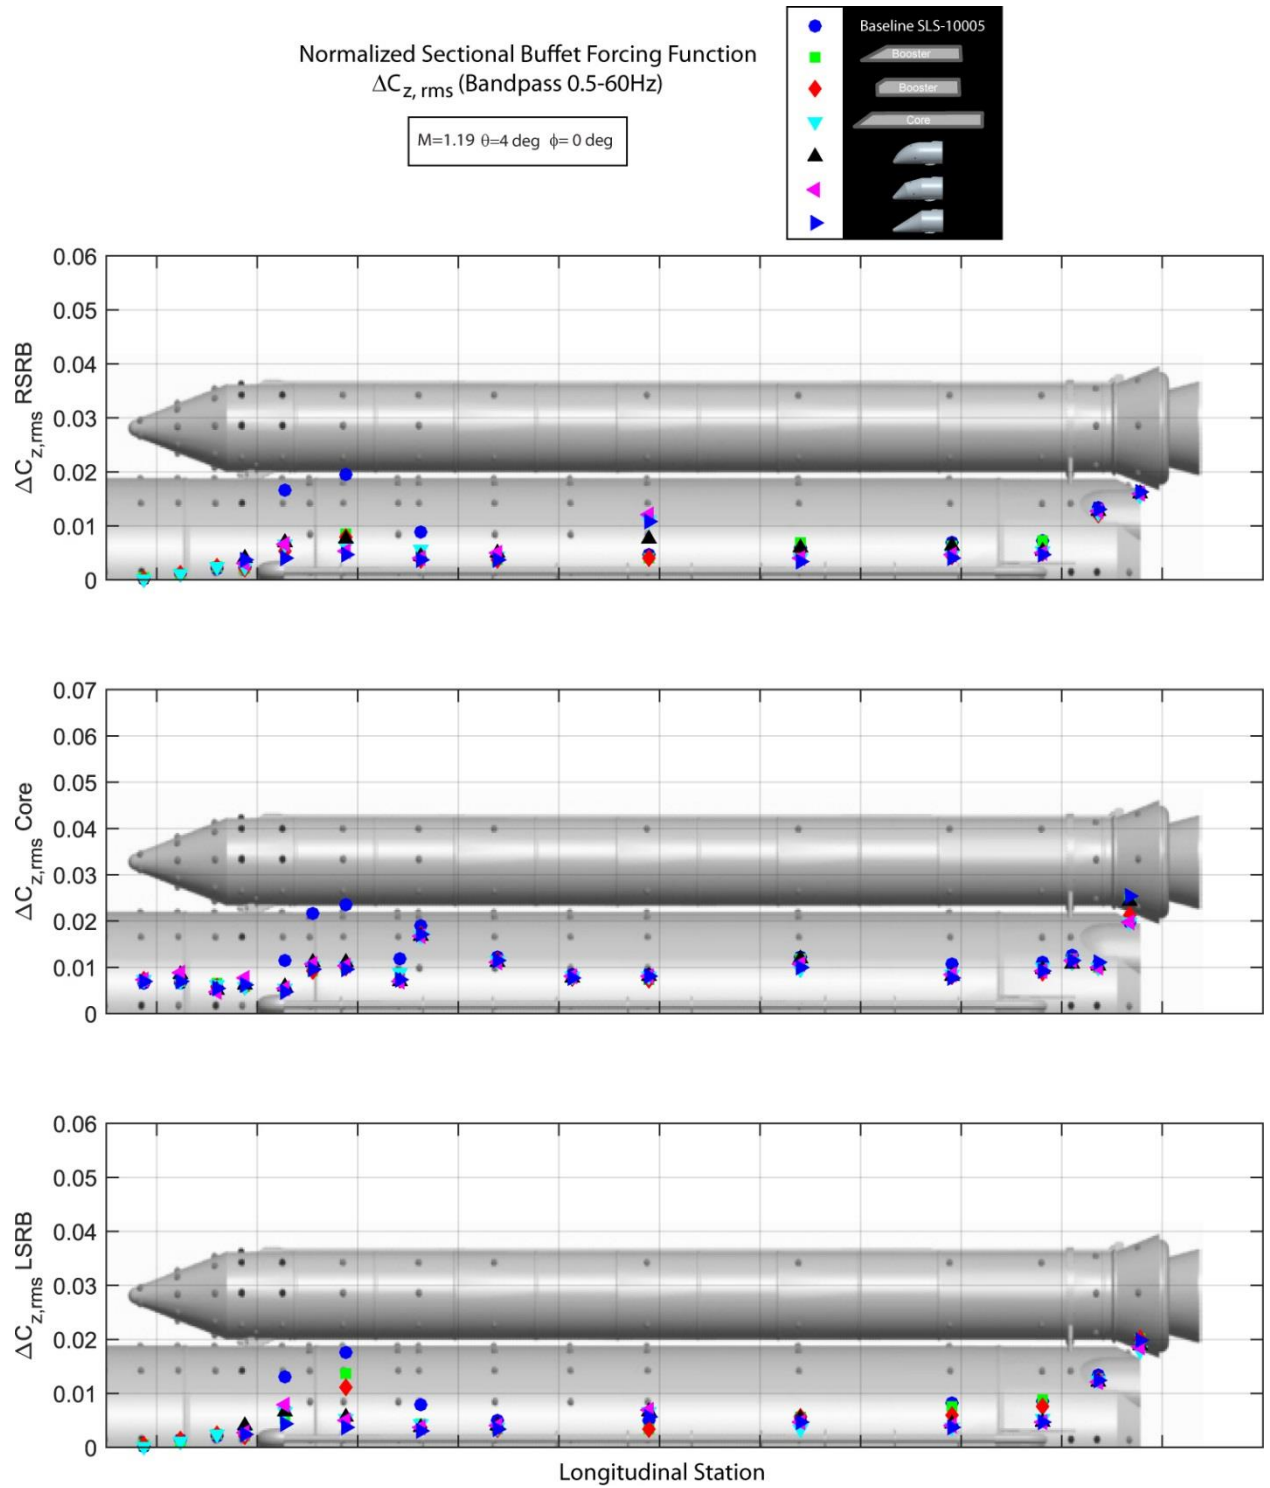 Normalized Sectional Buffet Forcing Function
ΔCz, rms (Bandpass 0.5-60Hz)
M=1.19 θ=4 deg ϕ= 0 deg
Baseline SLS-10005
Booster
Booster
Core
ΔCz,rms RSRB
0.06
0.05
0.04
0.03
0.02
0.01
0
ΔCz,rms Core
0.07
0.06
0.05
0.04
0.03
0.02
0.01
0
ΔCz,rms LSRB
0.06
0.05
0.04
0.03
0.02
0.01
0
Longitudinal Station